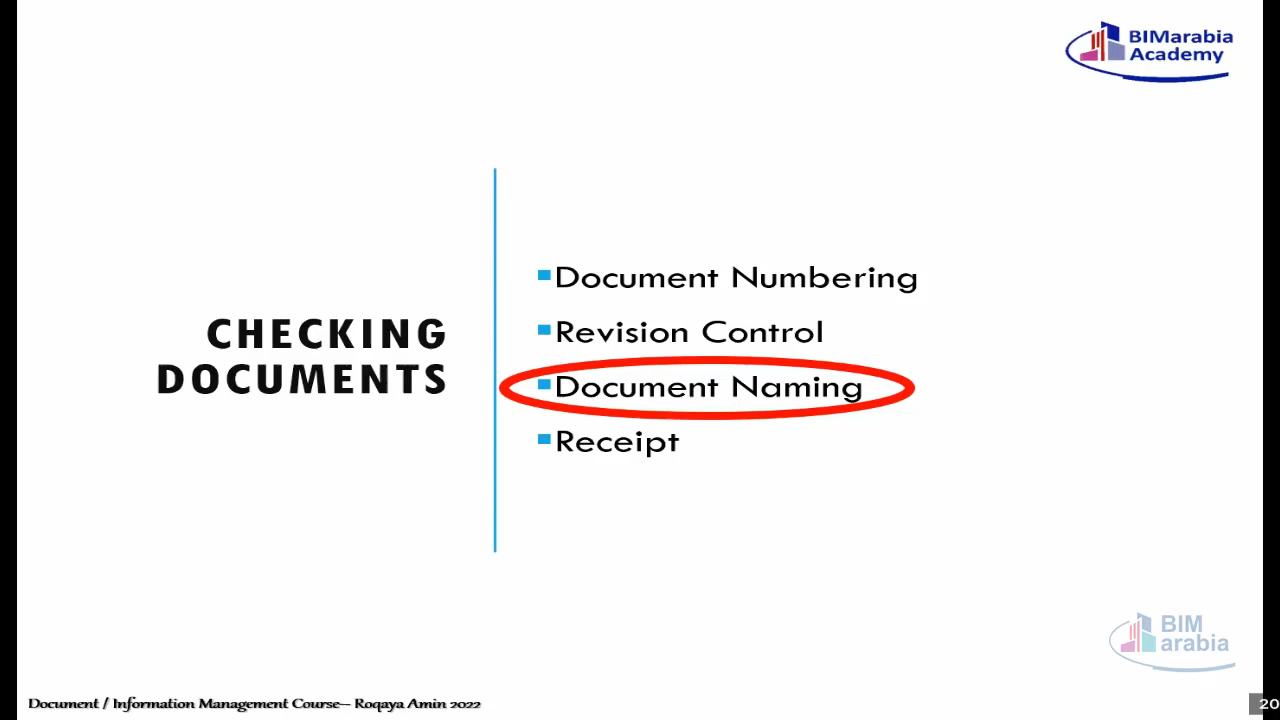 BIMarabia
Academy
CHECKING
DOCUMENTS
Document Numbering
Revision Control
Document Naming
Receipt
BIM
arabia
Document / Information Management Course-- Roqaya Amin 2022
20